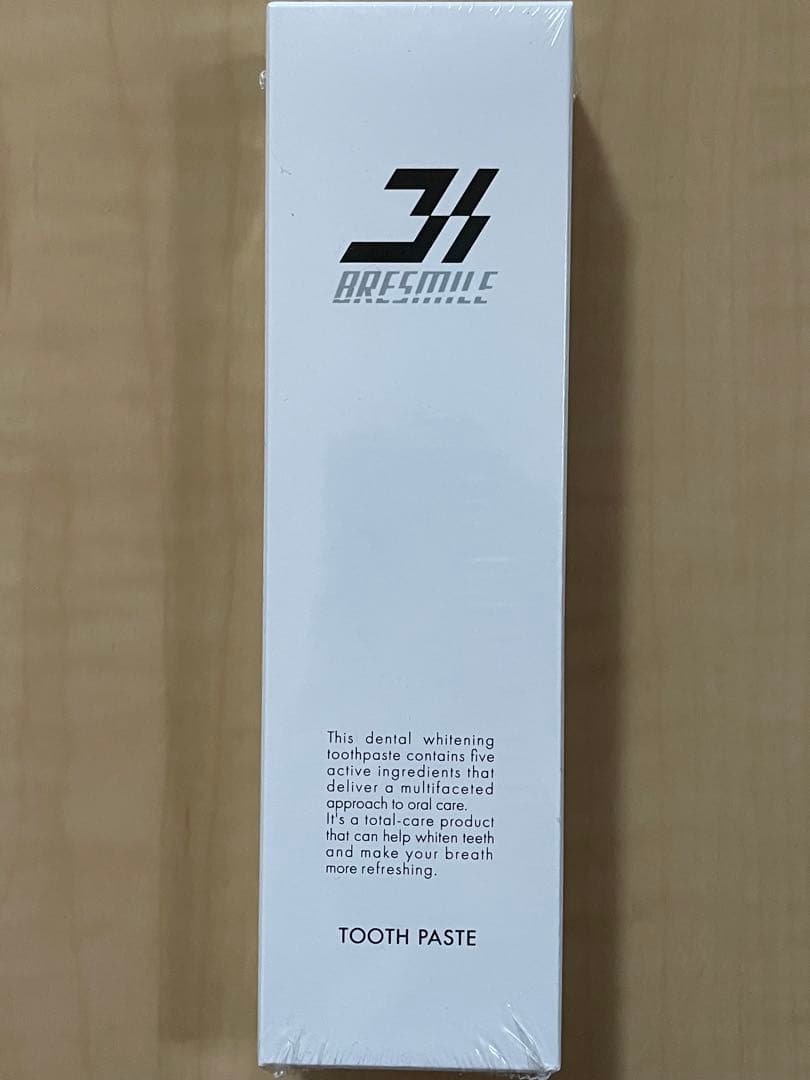 31
BRESMILE
This dental whitening
toothpaste contains five
active ingredients that
deliver a multifaceted
approach to oral care.
It's a total-care product
that can help whiten teeth
and make your breath
more refreshing.
TOOTH PASTE